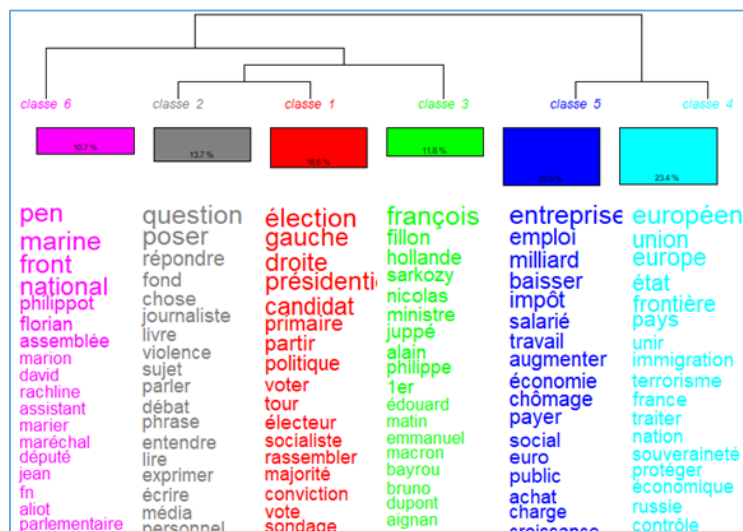 classe 6
classe 2
classe 1
classe 3
classe 5
classe 4
10.7 %
13.7 %
11.8 %
23.4 %
pen
marine
front
national
philippot
florian
assemblée
marion
david
rachline
assistant
marier
maréchal
député
jean
fn
aliot
parlementaire
question
poser
répondre
fond
chose
journaliste
livre
violence
sujet
parler
débat
phrase
entendre
lire
exprimer
écrire
média
personnel
élection
gauche
droite
présidenti
candidat
primaire
partir
politique
voter
tour
électeur
socialiste
rassembler
majorité
conviction
vote
sondage
françois
fillon
hollande
sarkozy
nicolas
ministre
juppé
alain
philippe
1er
édouard
matin
emmanuel
macron
bayrou
bruno
dupont
aignan
entreprise
emploi
milliard
baisser
impôt
salarié
travail
augmenter
économie
chômage
payer
social
euro
public
achat
charge
croissance
européen
union
europe
état
frontière
pays
unir
immigration
terrorisme
france
traiter
nation
souveraineté
protéger
économique
russie
contrôle